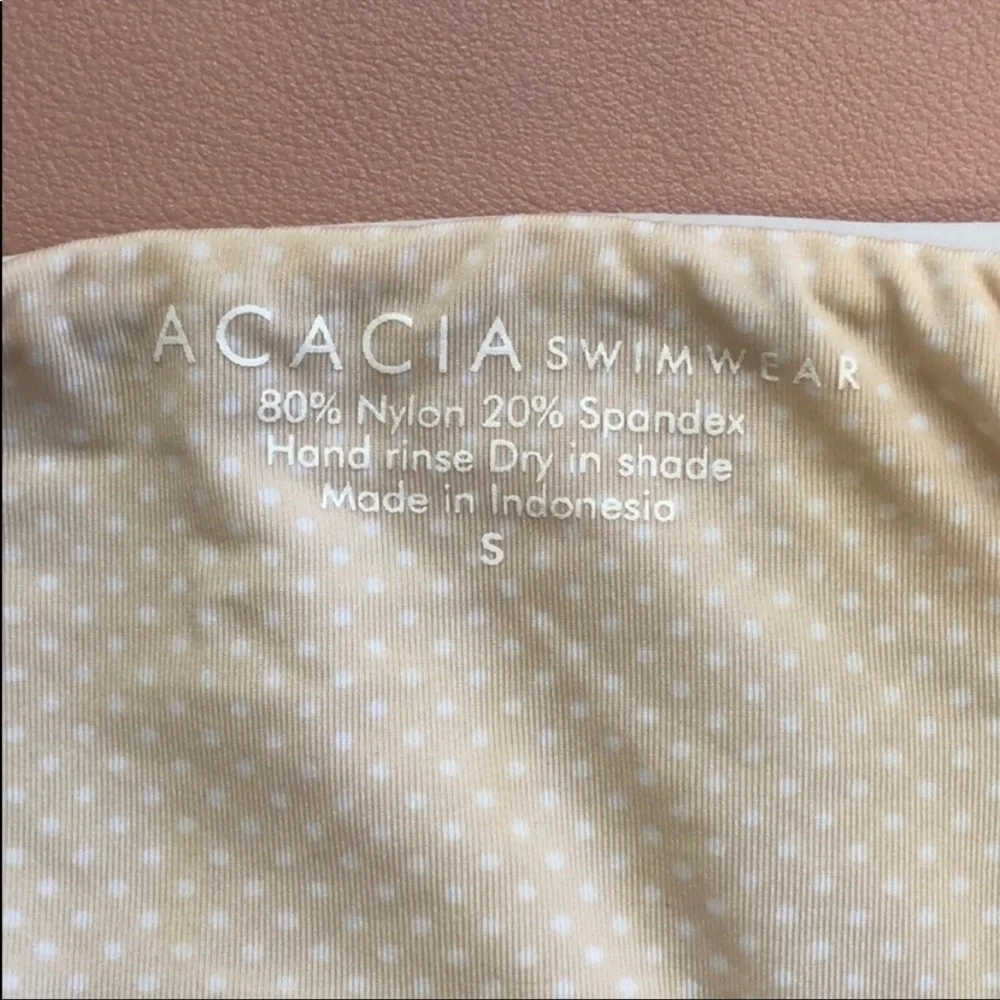 ACACIA SWIMWEAR
80% Nylon 20% Spandex
Hand rinse Dry in shade
Made in Indonesia
S